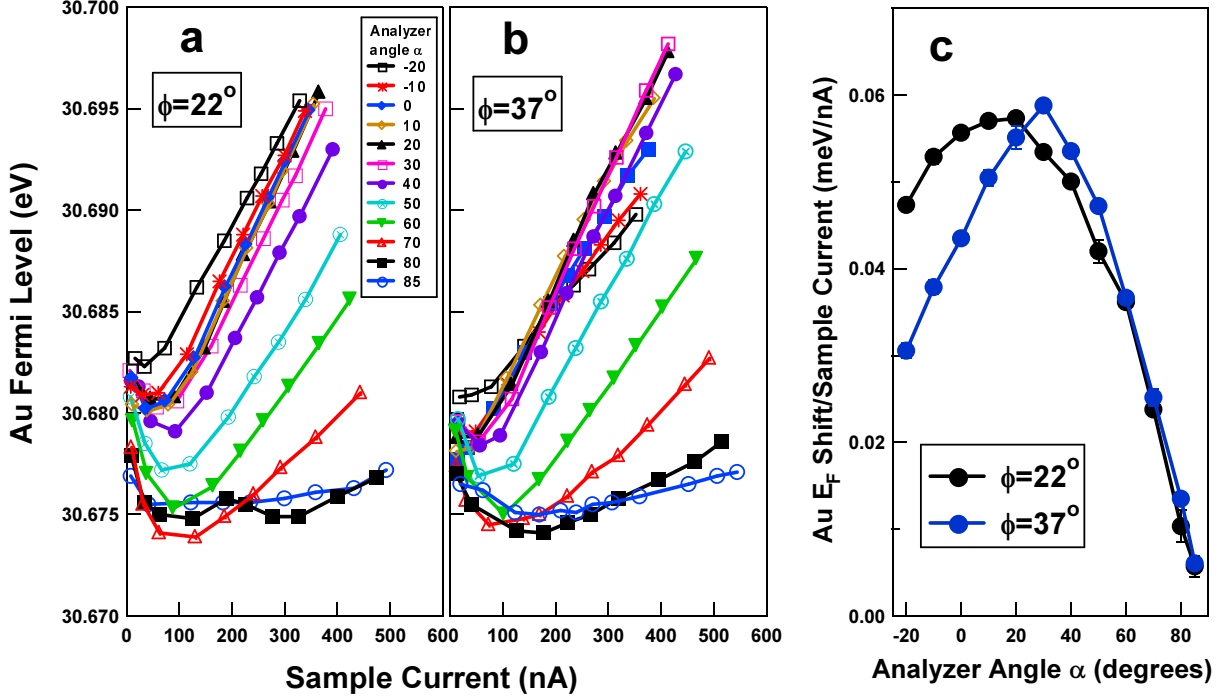 30.700
30.695
30.690
30.685
30.680
30.675
30.670
Au Fermi Level (eV)
a
ϕ=22°
Analyzer
angle α
-20
-10
0
10
20
30
40
50
60
70
80
85
0 100 200 300 400 500 600
b
ϕ=37°
0 100 200 300 400 500 600
Sample Current (nA)
c
0.06
0.04
0.02
0.00
Au E_F Shift/Sample Current (meV/nA)
ϕ=22°
ϕ=37°
-20 0 20 40 60 80
Analyzer Angle α (degrees)